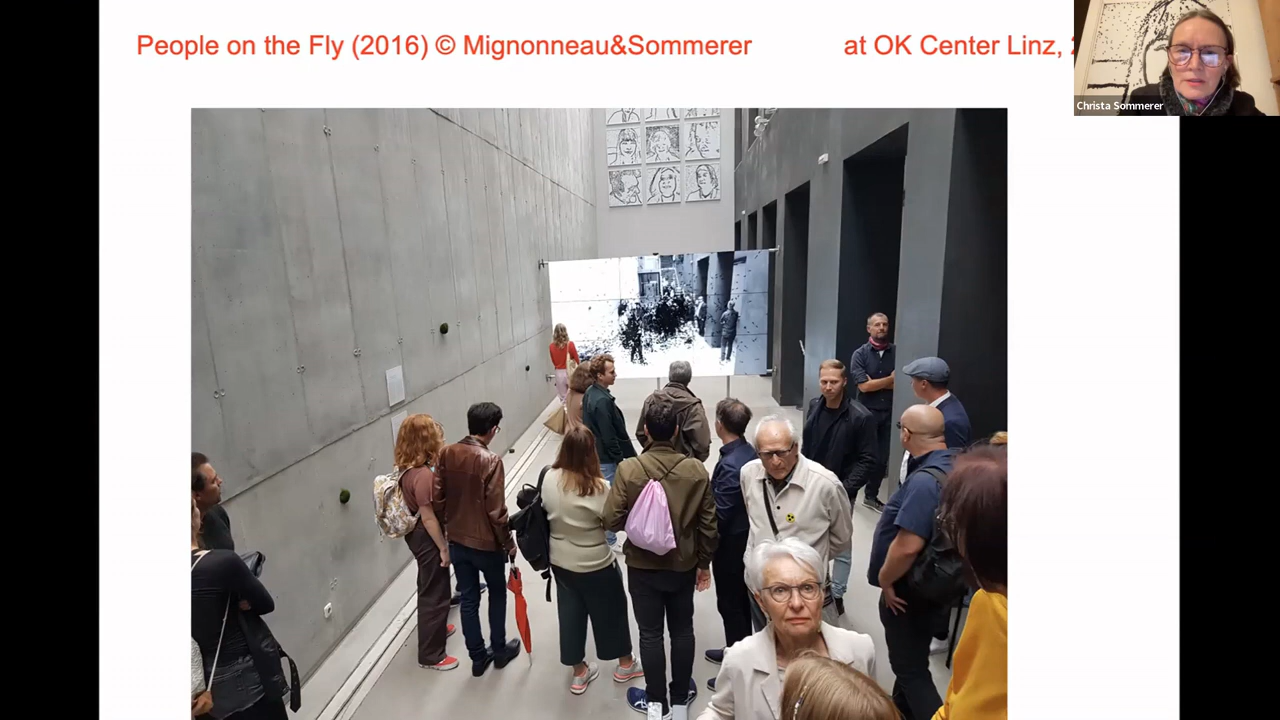 People on the Fly (2016) © Mignonneau&Sommerer at OK Center Linz,
Christa Sommerer